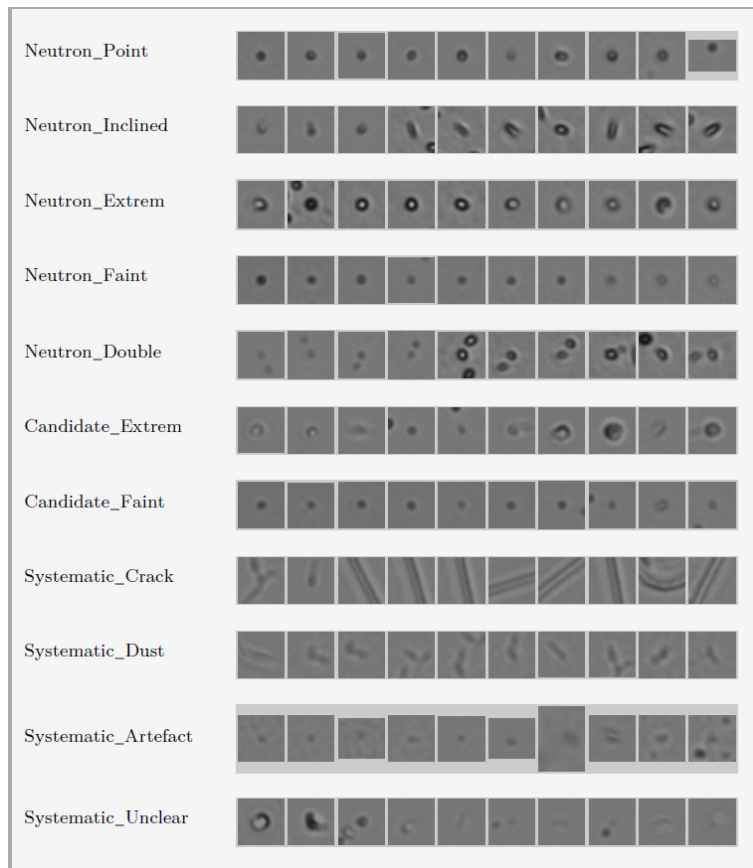 Neutron_Point
Neutron_Inclined
Neutron_Extrem
Neutron_Faint
Neutron_Double
Candidate_Extrem
Candidate_Faint
Systematic_Crack
Systematic_Dust
Systematic_Artefact
Systematic_Unclear